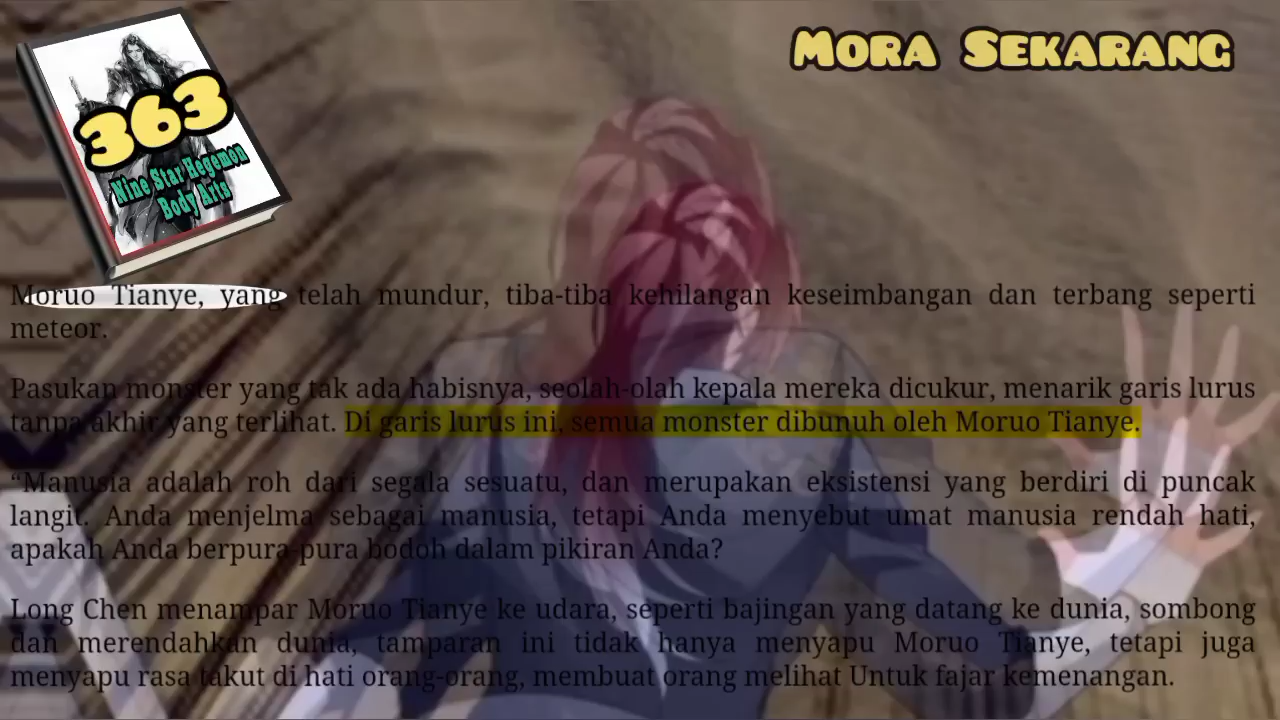 Mora Sekarang
363
Nine Star Hegemon
Body Arts
Moruo Tianye, yang telah mundur, tiba-tiba kehilangan keseimbangan dan terbang seperti
meteor.
Pasukan monster yang tak ada habisnya, seolah-olah kepala mereka dicukur, menarik garis lurus
tanpa akhir yang terlihat. Di garis lurus ini, semua monster dibunuh oleh Moruo Tianye.
“Manusia adalah roh dari segala sesuatu, dan merupakan eksistensi yang berdiri di puncak
langit. Anda menjelma sebagai manusia, tetapi Anda menyebut umat manusia rendah hati,
apakah Anda berpura-pura bodoh dalam pikiran Anda?
Long Chen menampar Moruo Tianye ke udara, seperti bajingan yang datang ke dunia, sombong
dan merendahkan dunia, tamparan ini tidak hanya menyapu Moruo Tianye, tetapi juga
menyapu rasa takut di hati orang-orang, membuat orang melihat Untuk fajar kemenangan.